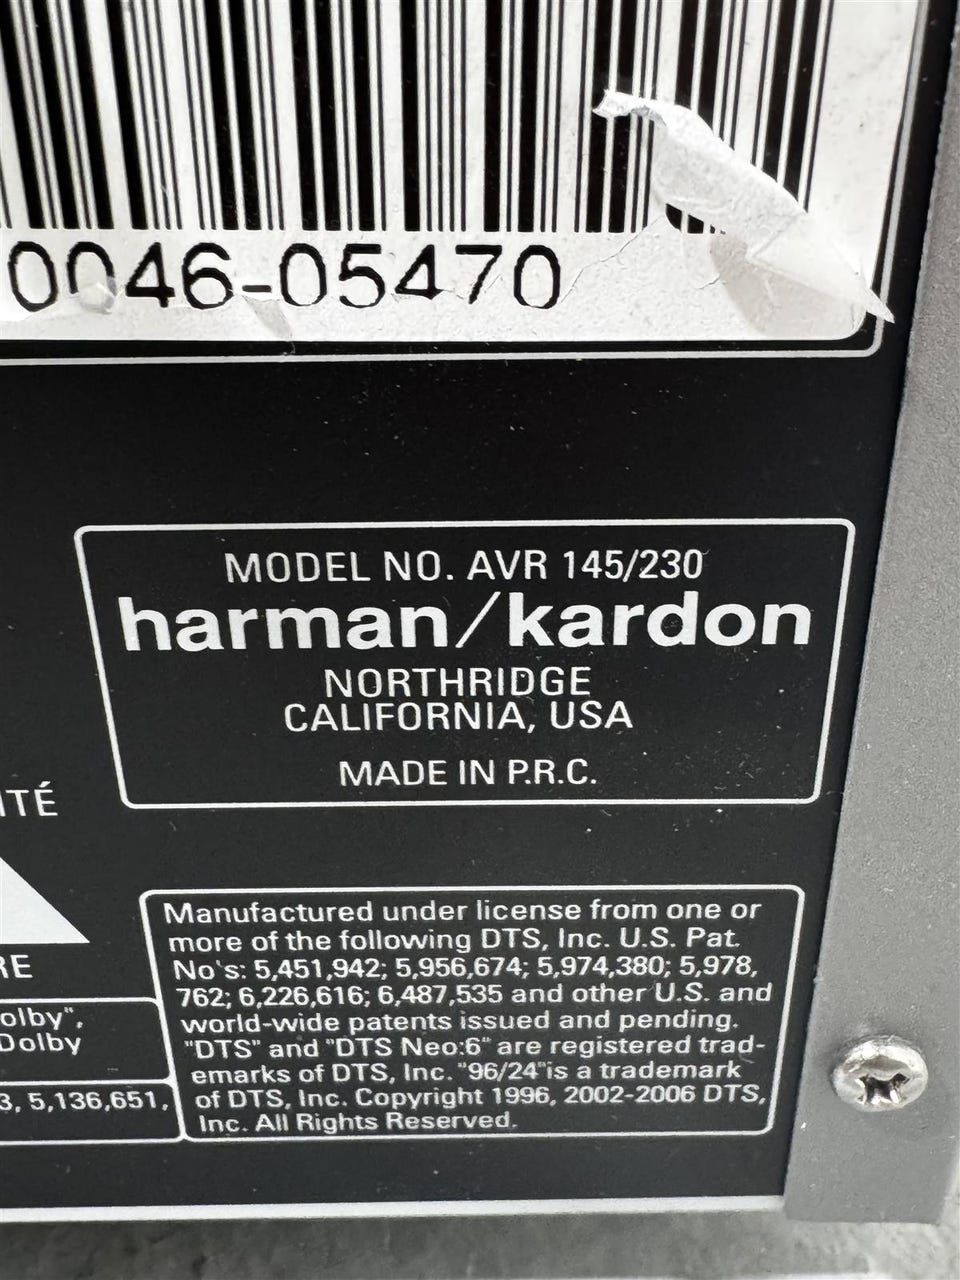 0046-05470
MODEL NO. AVR 145/230
harman/kardon
NORTHRIDGE
CALIFORNIA, USA
MADE IN P.R.C.
ITÉ
RE
olby",
Dolby
3, 5,136,651,
Manufactured under license from one or
more of the following DTS, Inc. U.S. Pat.
No's: 5,451,942; 5,956,674; 5,974,380; 5,978,
762; 6,226,616; 6,487,535 and other U.S. and
world-wide patents issued and pending.
"DTS" and "DTS Neo:6" are registered trad-
emarks of DTS, Inc. "96/24"is a trademark
of DTS, Inc. Copyright 1996, 2002-2006 DTS,
Inc. All Rights Reserved.